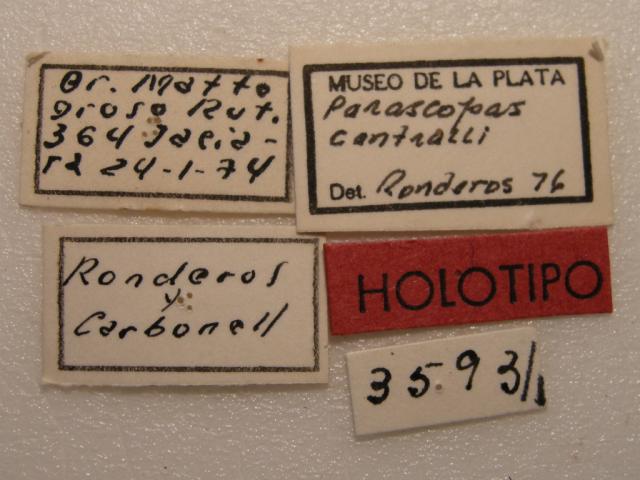 Br. Matto
Groso Rut.
364 Jacia-
ra 24-1-74
MUSEO DE LA PLATA
Parascopas
cantralli
Det. Ronderos 76
Ronderos
y
Carbonell
HOLOTIPO
3593/1